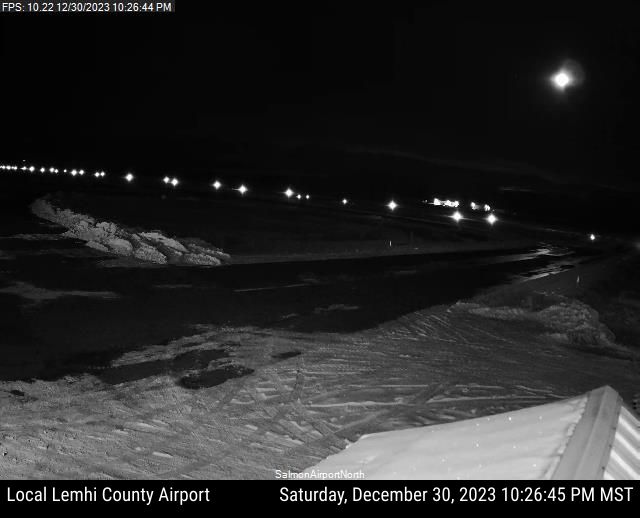 FPS: 10.22 12/30/2023 10:26:44 PM
SalmonAirportNorth
Local Lemhi County Airport Saturday, December 30, 2023 10:26:45 PM MST